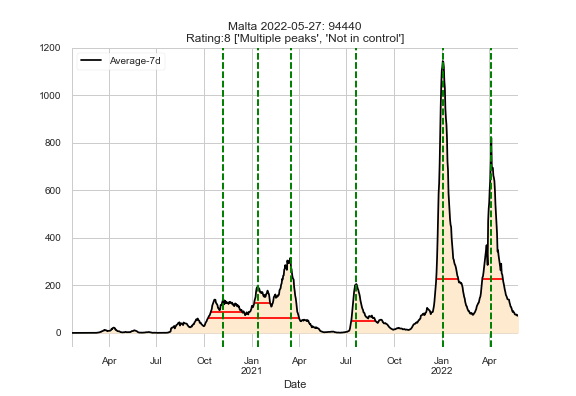 Malta 2022-05-27: 94440
Rating:8 ['Multiple peaks', 'Not in control']
Average-7d
1200
1000
800
600
400
200
0
Apr Jul Oct Jan Apr Jul Oct Jan Apr
2021 2022
Date